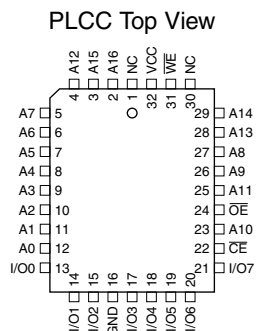 PLCC Top View
A12 A15 A16 NC VCC WE NC
4 3 2 1 32 31 30
A7 5 29 A14
A6 6 28 A13
A5 7 27 A8
A4 8 26 A9
A3 9 25 A11
A2 10 24 OE
A1 11 23 A10
A0 12 22 CE
I/O0 13 21 I/O7
14 15 16 17 18 19 20
I/O1 I/O2 GND I/O3 I/O4 I/O5 I/O6